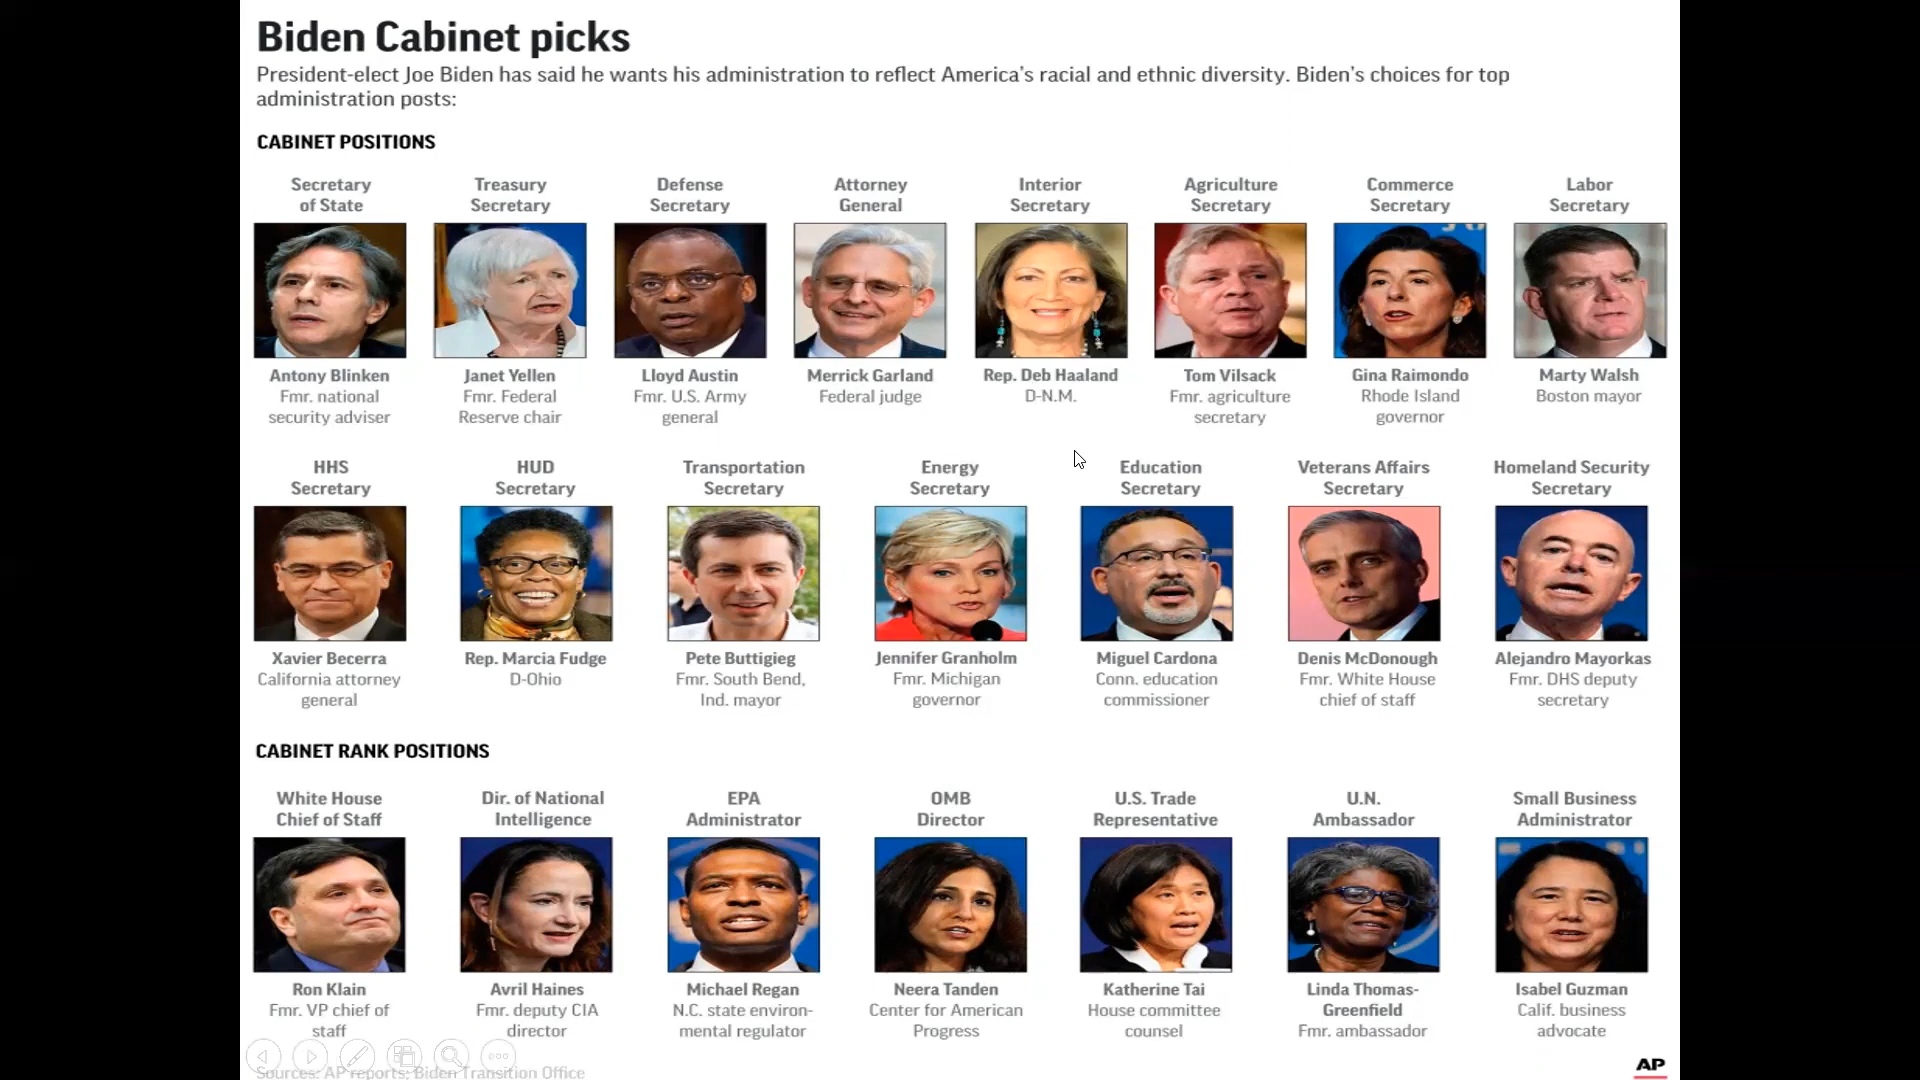 Biden Cabinet picks
President-elect Joe Biden has said he wants his administration to reflect America's racial and ethnic diversity. Biden's choices for top
administration posts:
CABINET POSITIONS
Secretary
of State
Antony Blinken
Fmr. national
security adviser
Treasury
Secretary
Janet Yellen
Fmr. Federal
Reserve chair
Defense
Secretary
Lloyd Austin
Fmr. U.S. Army
general
Attorney
General
Merrick Garland
Federal judge
Interior
Secretary
Rep. Deb Haaland
D-N.M.
Agriculture
Secretary
Tom Vilsack
Fmr. agriculture
secretary
Commerce
Secretary
Gina Raimondo
Rhode Island
governor
Labor
Secretary
Marty Walsh
Boston mayor
HHS
Secretary
Xavier Becerra
California attorney
general
HUD
Secretary
Rep. Marcia Fudge
D-Ohio
Transportation
Secretary
Pete Buttigieg
Fmr. South Bend,
Ind. mayor
Energy
Secretary
Jennifer Granholm
Fmr. Michigan
governor
Education
Secretary
Miguel Cardona
Conn. education
commissioner
Veterans Affairs
Secretary
Denis McDonough
Fmr. White House
chief of staff
Homeland Security
Secretary
Alejandro Mayorkas
Fmr. DHS deputy
secretary
CABINET RANK POSITIONS
White House
Chief of Staff
Ron Klain
Fmr. VP chief of
staff
Dir. of National
Intelligence
Avril Haines
Fmr. deputy CIA
director
EPA
Administrator
Michael Regan
N.C. state environ-
mental regulator
OMB
Director
Neera Tanden
Center for American
Progress
U.S. Trade
Representative
Katherine Tai
House committee
counsel
U.N.
Ambassador
Linda Thomas-
Greenfield
Fmr. ambassador
Small Business
Administrator
Isabel Guzman
Calif. business
advocate
Sources: AP reports; Biden Transition Office
AP